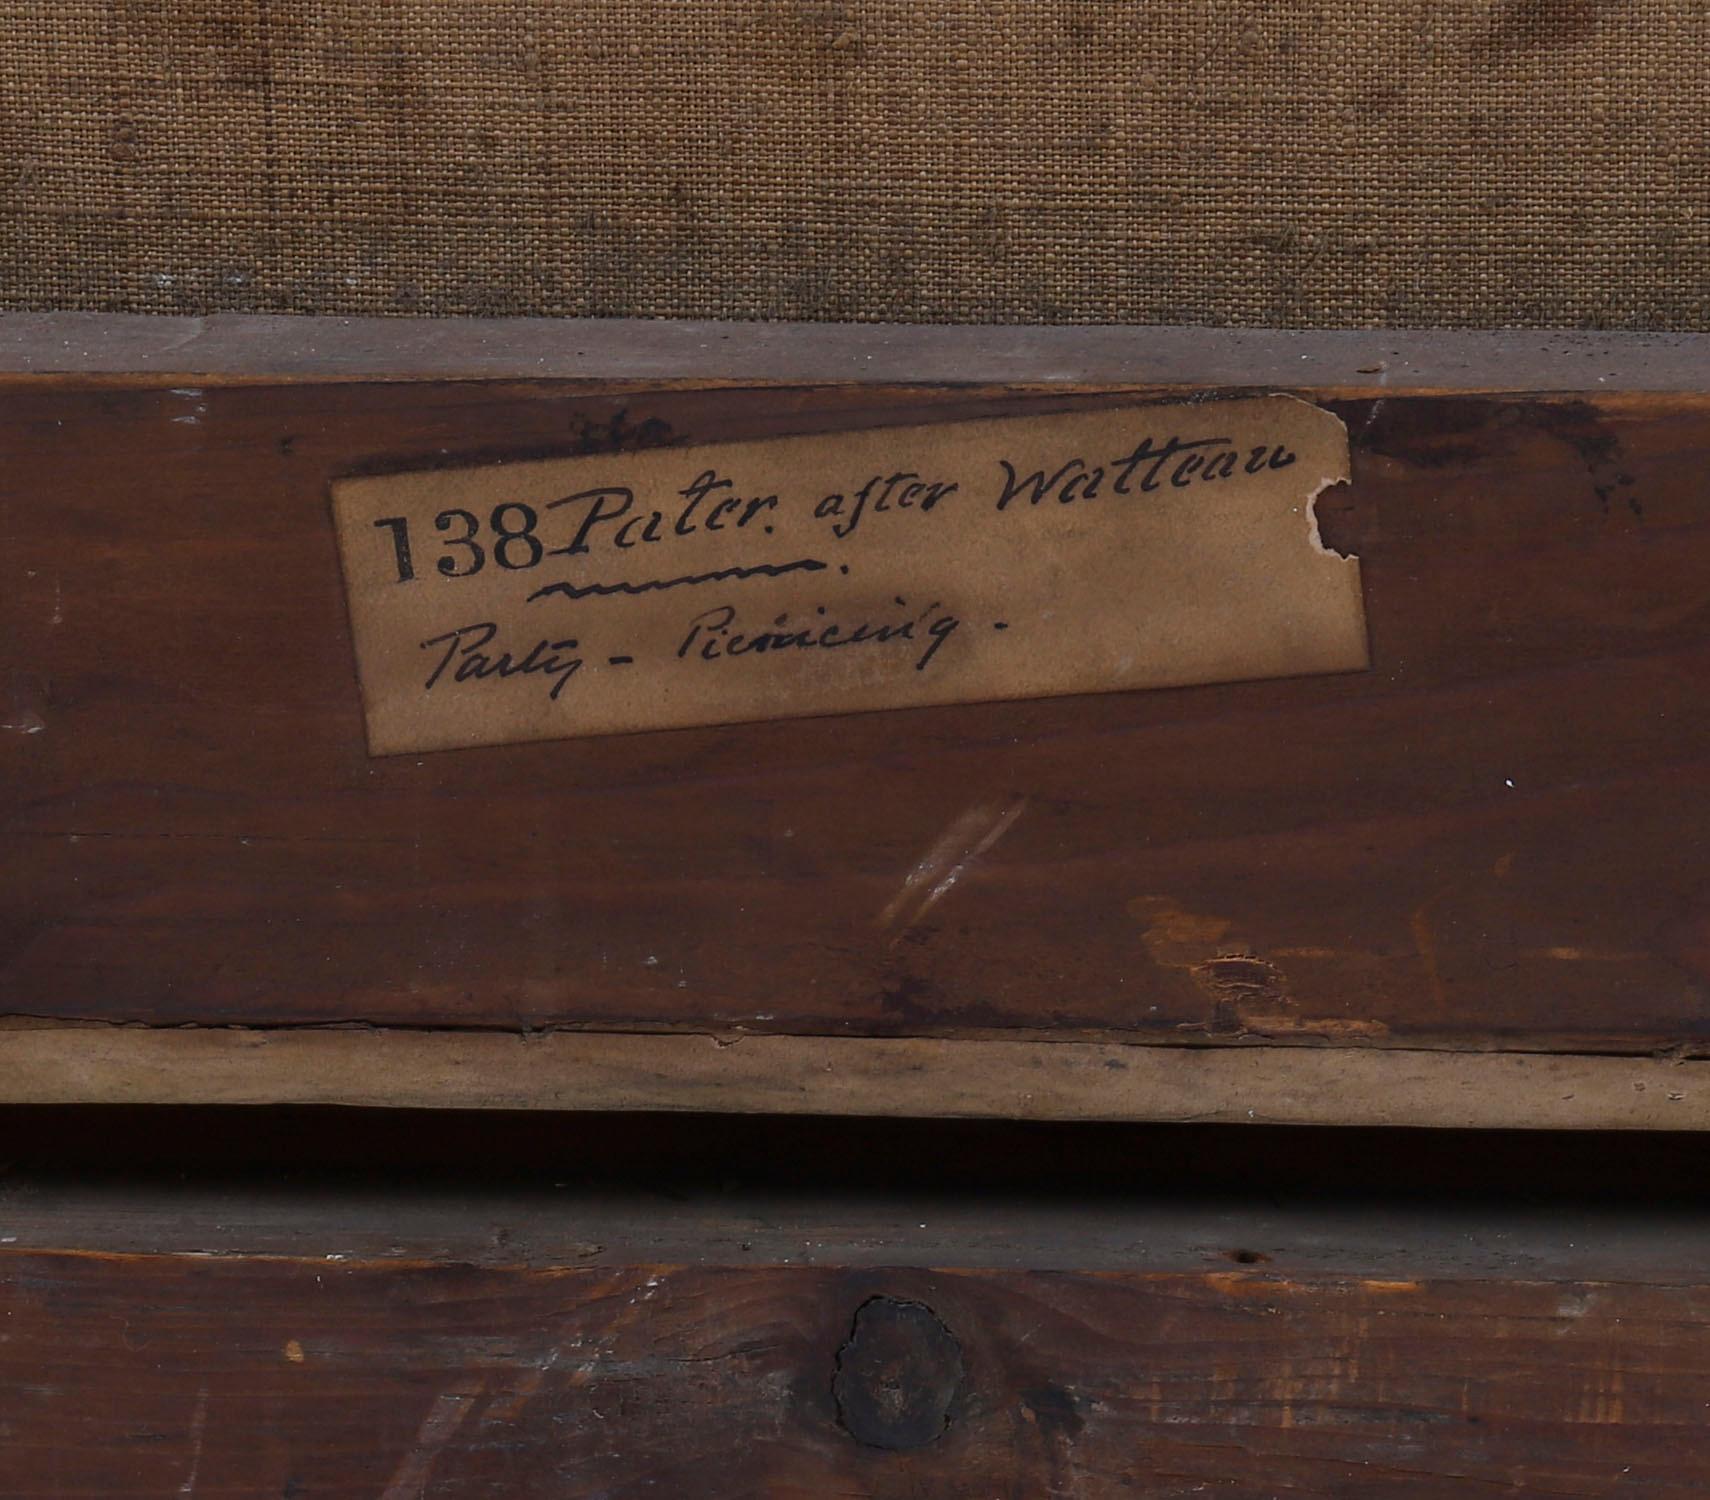 138 Pater. after Watteau
Party - Picnicing -